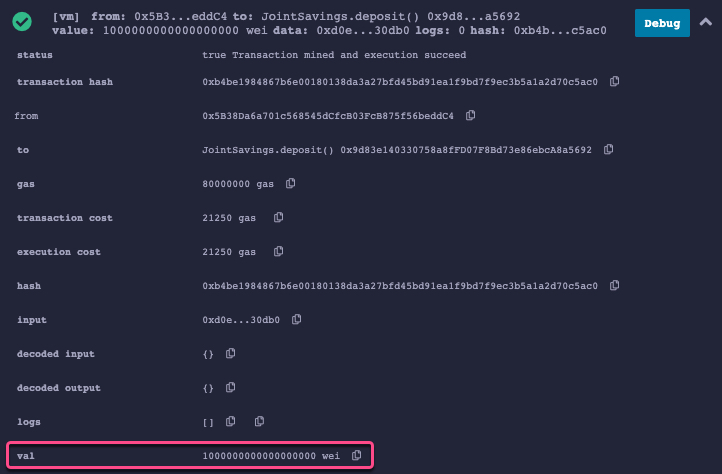 [vm] from: 0x5B3...eddC4 to: JointSavings.deposit() 0x9d8...a5692
value: 1000000000000000000 wei data: 0xd0e...30db0 logs: 0 hash: 0xb4b...c5ac0
Debug
status true Transaction mined and execution succeed
transaction hash 0xb4be1984867b6e00180138da3a27bfd45bd91ea1f9bd7f9ec3b5a1a2d70c5ac0
from 0x5B38Da6a701c568545dCfcB03FcB875f56beddC4
to JointSavings.deposit() 0x9d83e140330758a8fFD07F8Bd73e86ebcA8a5692
gas 80000000 gas
transaction cost 21250 gas
execution cost 21250 gas
hash 0xb4be1984867b6e00180138da3a27bfd45bd91ea1f9bd7f9ec3b5a1a2d70c5ac0
input 0xd0e...30db0
decoded input {}
decoded output {}
logs []
val 1000000000000000000 wei